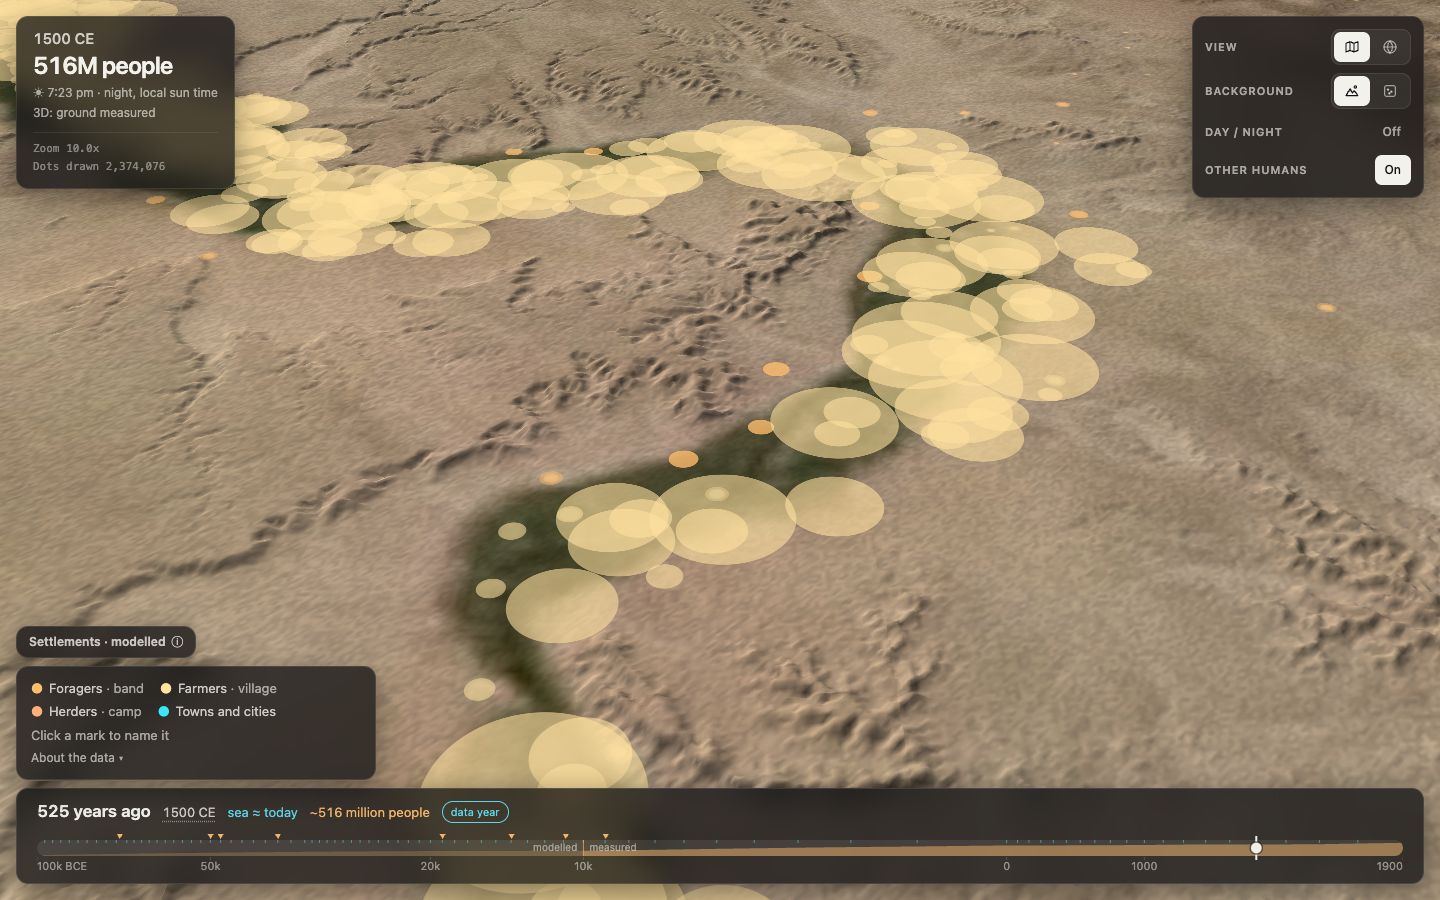 1500 CE
516M people
☀ 7:23 pm · night, local sun time
3D: ground measured
Zoom 10.0x
Dots drawn 2,374,076
VIEW
BACKGROUND
DAY / NIGHT Off
OTHER HUMANS On
Settlements · modelled ⓘ
Foragers · band Farmers · village
Herders · camp Towns and cities
Click a mark to name it
About the data ▾
525 years ago 1500 CE sea ≈ today ~516 million people data year
modelled measured
100k BCE 50k 20k 10k 0 1000 1900